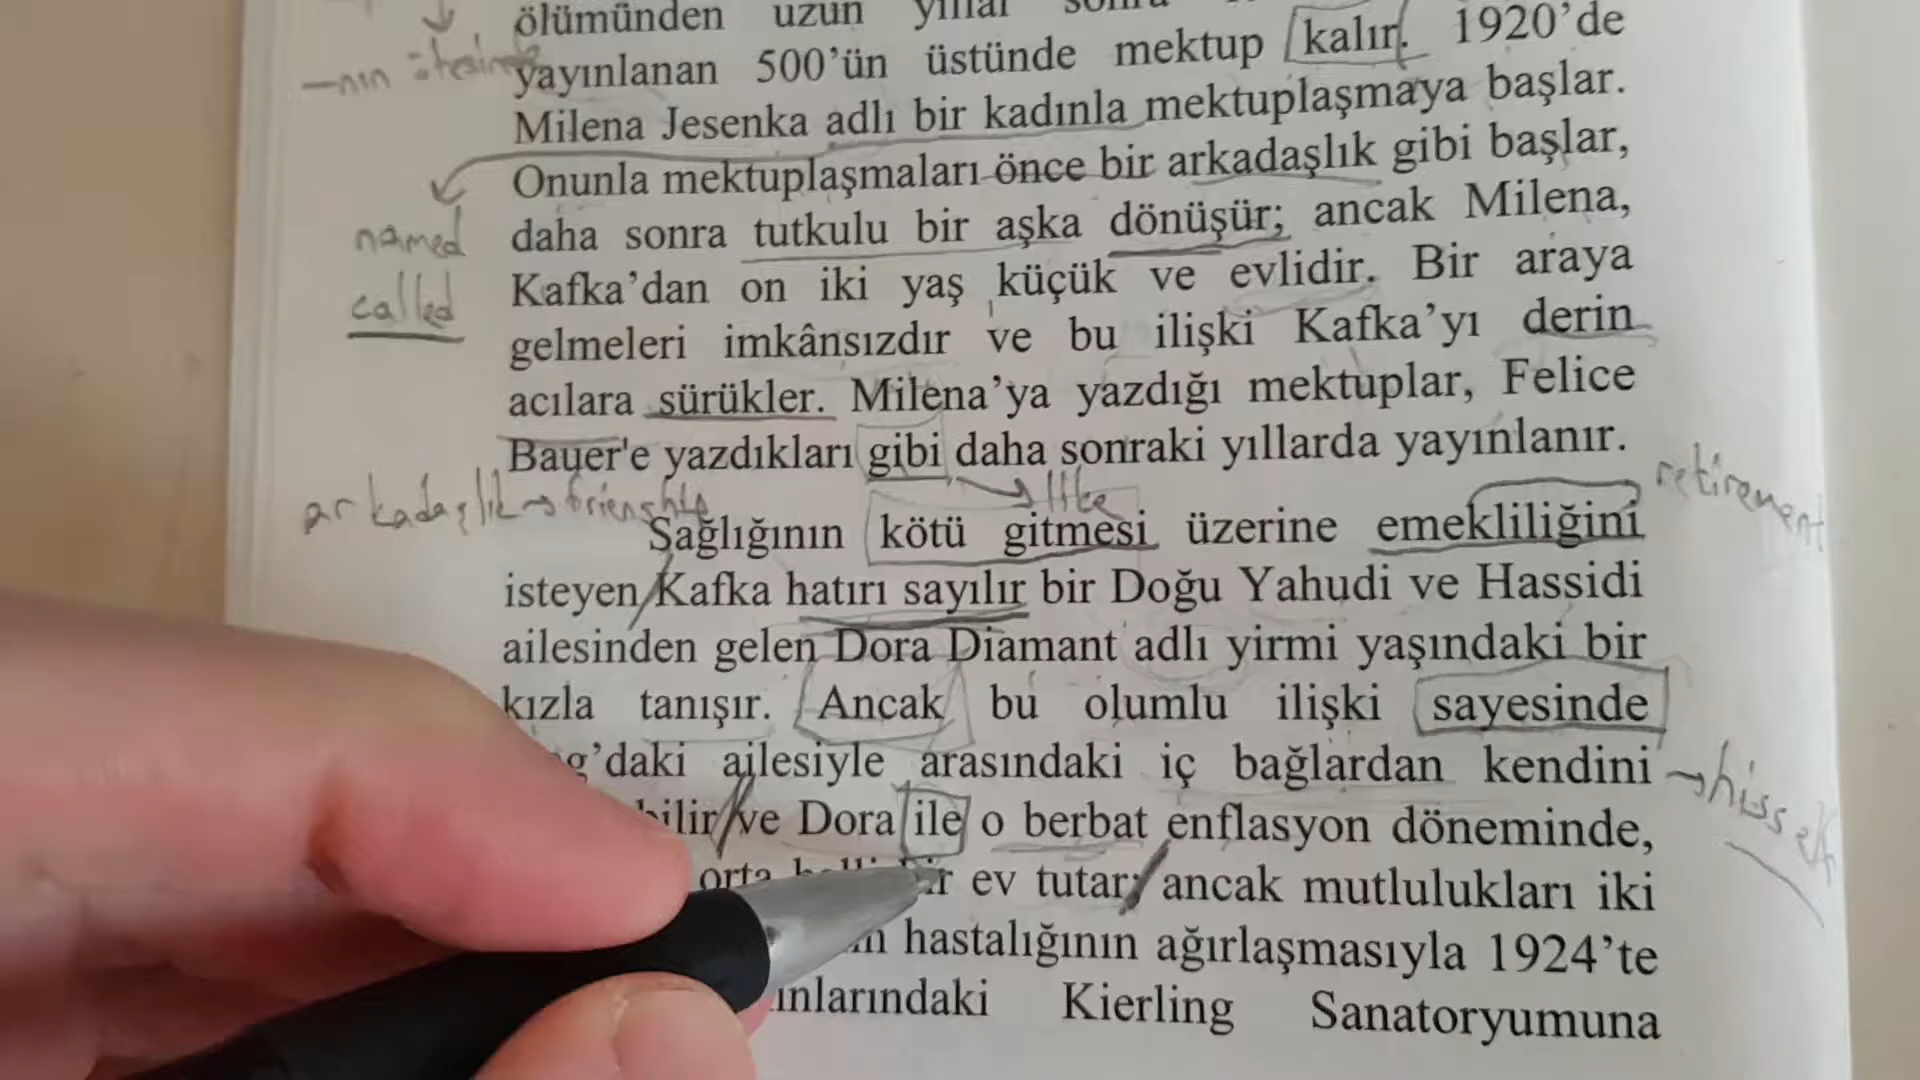 ölümünden uzun yıllar sonra
yayınlanan 500’ün üstünde mektup kalır. 1920’de
Milena Jesenka adlı bir kadınla mektuplaşmaya başlar.
Onunla mektuplaşmaları önce bir arkadaşlık gibi başlar,
named
daha sonra tutkulu bir aşka dönüşür; ancak Milena,
called
Kafka’dan on iki yaş küçük ve evlidir. Bir araya
gelmeleri imkânsızdır ve bu ilişki Kafka’yı derin
acılara sürükler. Milena’ya yazdığı mektuplar, Felice
Bauer'e yazdıkları gibi daha sonraki yıllarda yayınlanır.
arkadaşlık → like
retirement
Sağlığının kötü gitmesi üzerine emekliliğini
isteyen Kafka hatırı sayılır bir Doğu Yahudi ve Hassidi
ailesinden gelen Dora Diamant adlı yirmi yaşındaki bir
kızla tanışır. Ancak bu olumlu ilişki sayesinde
ailesiyle arasındaki iç bağlardan kendini
ve Dora ile o berbat enflasyon döneminde,
orta ev tutar; ancak mutlulukları iki
hastalığının ağırlaşmasıyla 1924’te
Kierling Sanatoryumuna